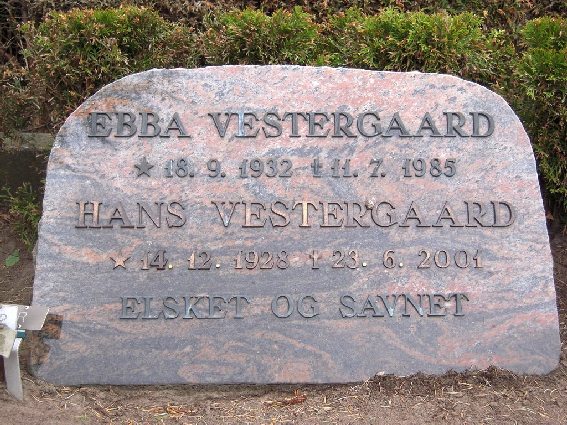 EBBA VESTERGAARD
★ 18. 9. 1932 † 11. 7. 1985
HANS VESTERGAARD
★ 14. 12. 1928 † 23. 6. 2001
ELSKET OG SAVNET